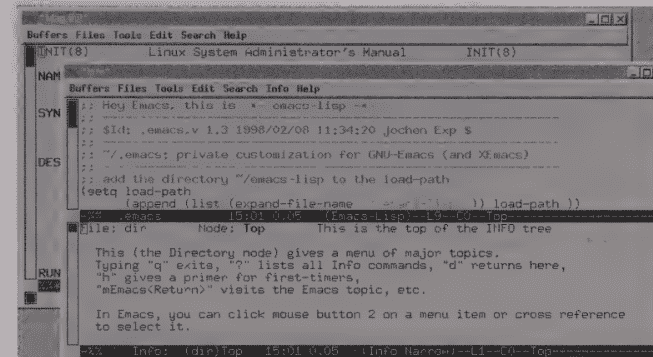 Buffers Files Tools Edit Search Help
INIT(8) Linux System Administrator's Manual INIT(8)
NAM
SYN
DES
RUN
Buffers Files Tools Edit Search Info Help
;; Hey Emacs, this is -*- emacs-lisp -*-
;; ----------------------------------------------------------------
;; $Id: .emacs,v 1.3 1998/02/08 11:34:20 jochen Exp $
;; ----------------------------------------------------------------
;; ~/.emacs: private customization for GNU-Emacs (and XEmacs)
;; ----------------------------------------------------------------
;; add the directory ~/emacs-lisp to the load-path
(setq load-path
(append (list (expand-file-name )) load-path ))
-%% .emacs 15:01 0.05 (Emacs-Lisp)--L9--C0--Top
File: dir Node: Top This is the top of the INFO tree
This (the Directory node) gives a menu of major topics.
Typing "q" exits, "?" lists all Info commands, "d" returns here,
"h" gives a primer for first-timers,
"mEmacs<Return>" visits the Emacs topic, etc.
In Emacs, you can click mouse button 2 on a menu item or cross reference
to select it.
-%% Info: (dir)Top 15:01 0.05 (Info Narrow)--L1--C0--Top